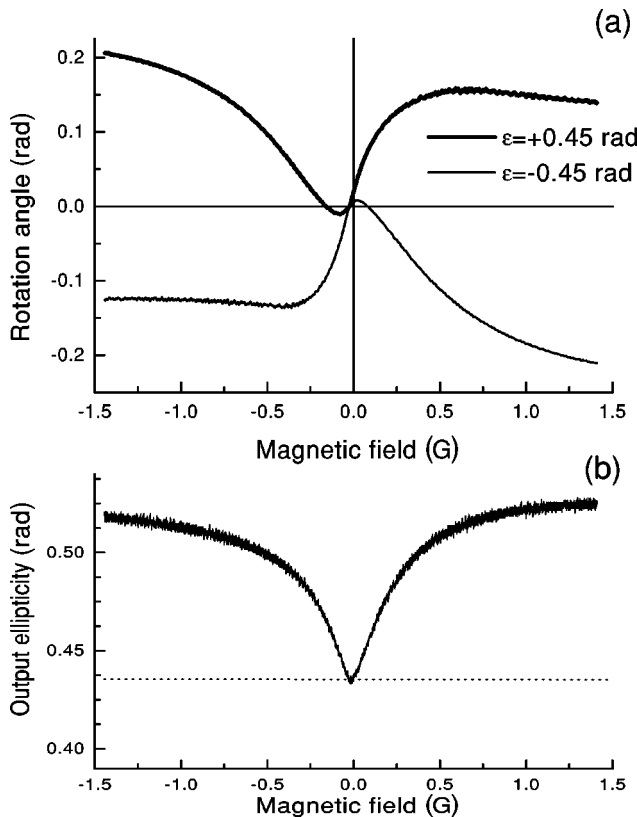 (a)
0.2
0.1
0.0
-0.1
-0.2
Rotation angle (rad)
ε=+0.45 rad
ε=-0.45 rad
-1.5 -1.0 -0.5 0.0 0.5 1.0 1.5
Magnetic field (G)
(b)
0.50
0.45
0.40
Output ellipticity (rad)
-1.5 -1.0 -0.5 0.0 0.5 1.0 1.5
Magnetic field (G)